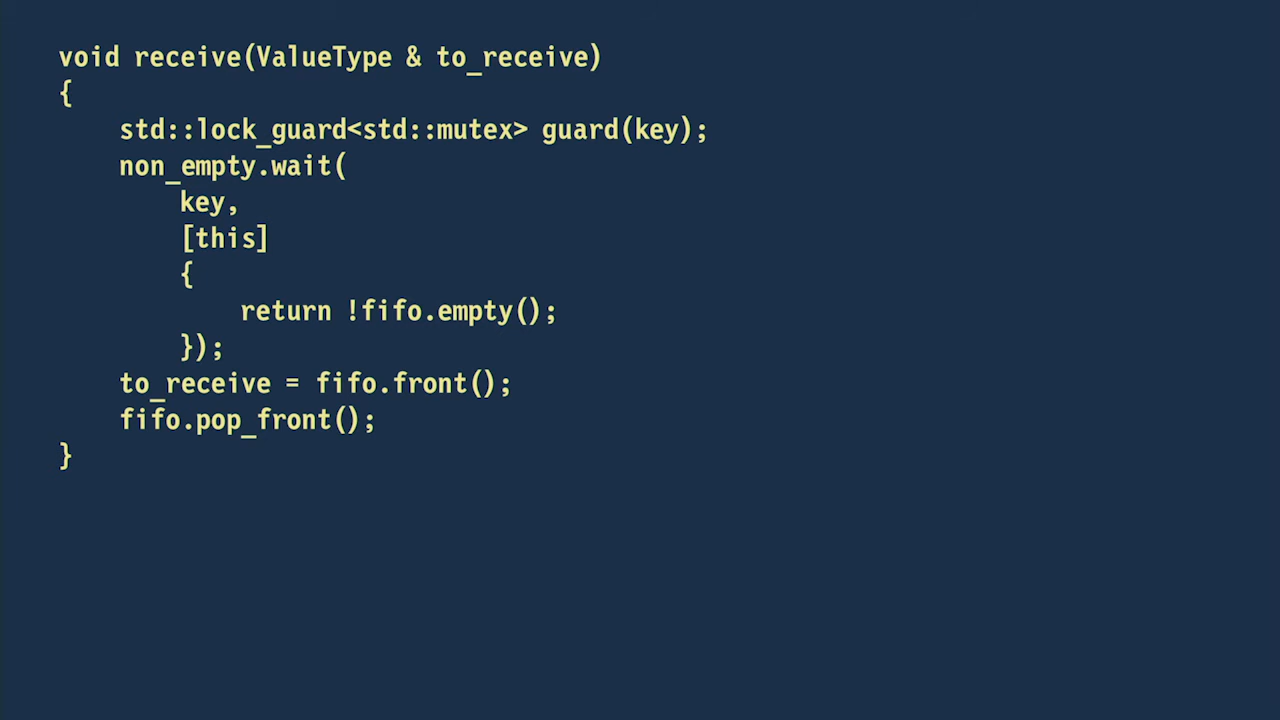 void receive(ValueType & to_receive)
{
    std::lock_guard<std::mutex> guard(key);
    non_empty.wait(
        key,
        [this]
        {
            return !fifo.empty();
        });
    to_receive = fifo.front();
    fifo.pop_front();
}